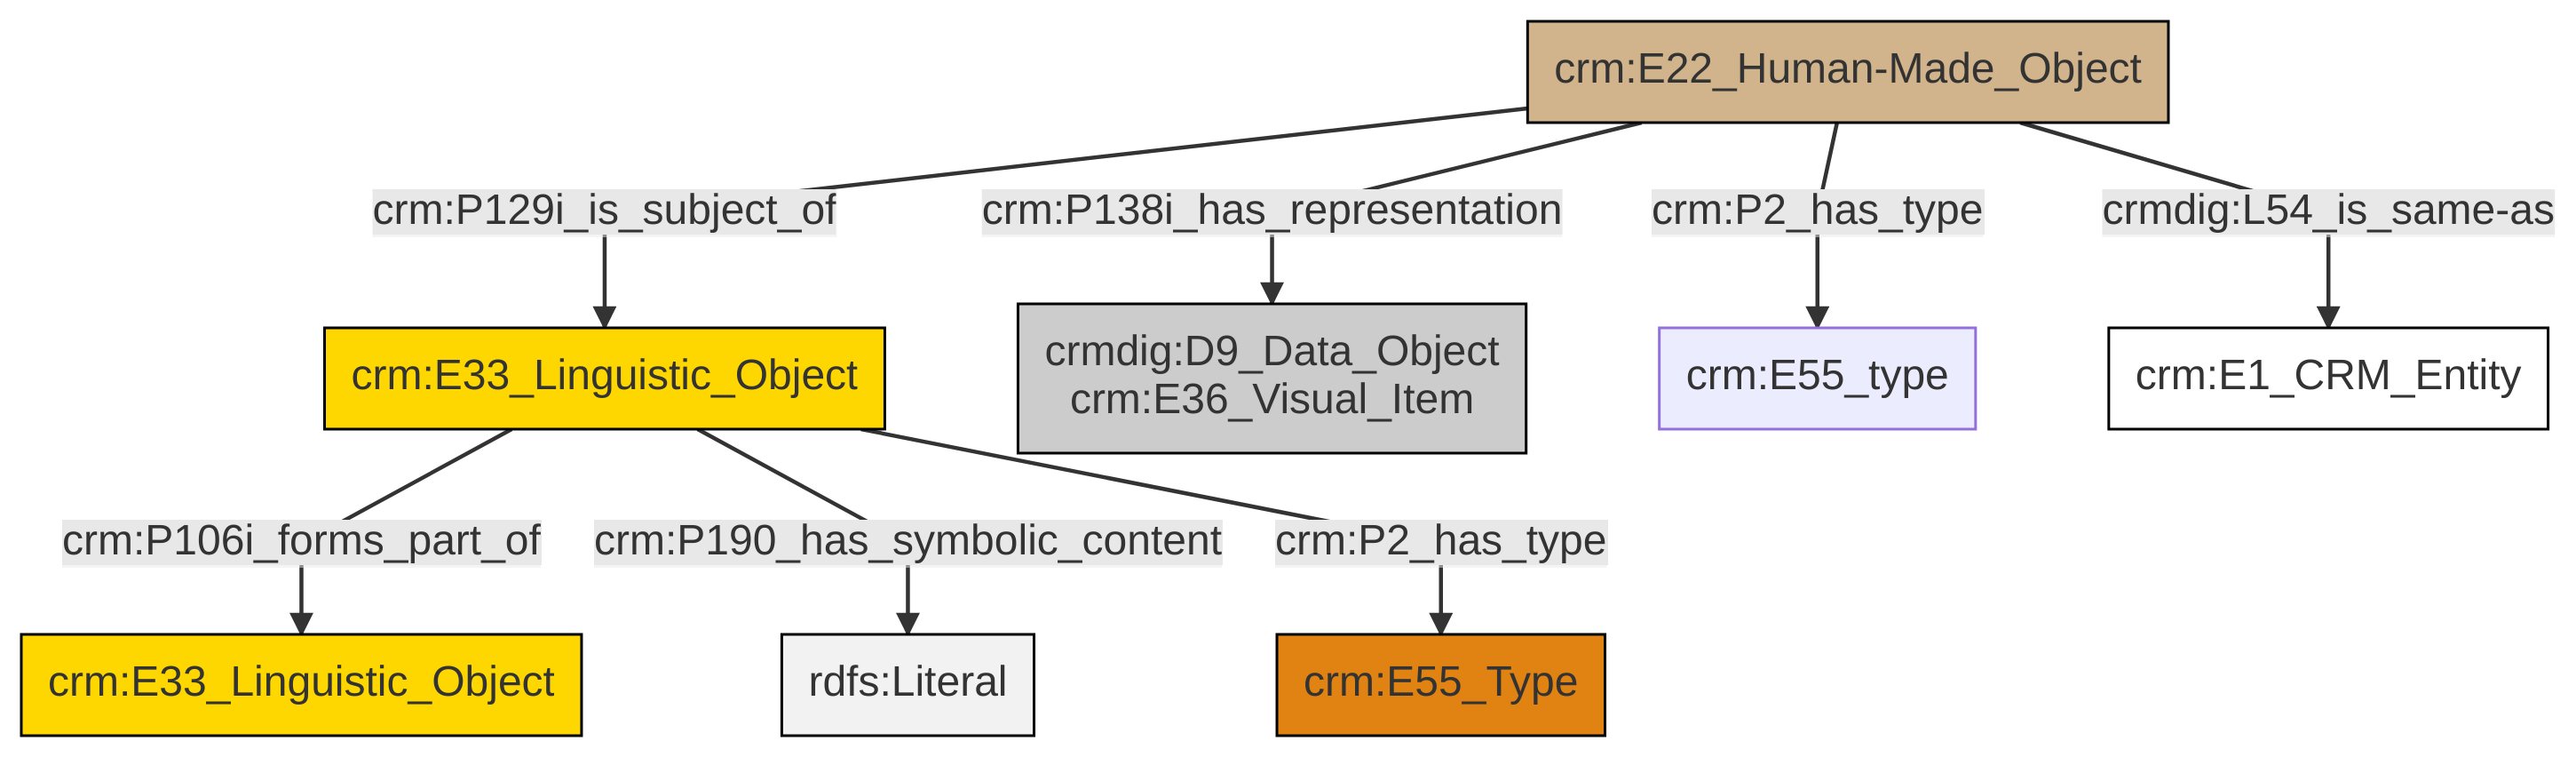 crm:E22_Human-Made_Object
crm:P129i_is_subject_of
crm:P138i_has_representation
crm:P2_has_type
crmdig:L54_is_same-as
crm:E33_Linguistic_Object
crmdig:D9_Data_Object
crm:E36_Visual_Item
crm:E55_type
crm:E1_CRM_Entity
crm:P106i_forms_part_of
crm:P190_has_symbolic_content
crm:P2_has_type
crm:E33_Linguistic_Object
rdfs:Literal
crm:E55_Type